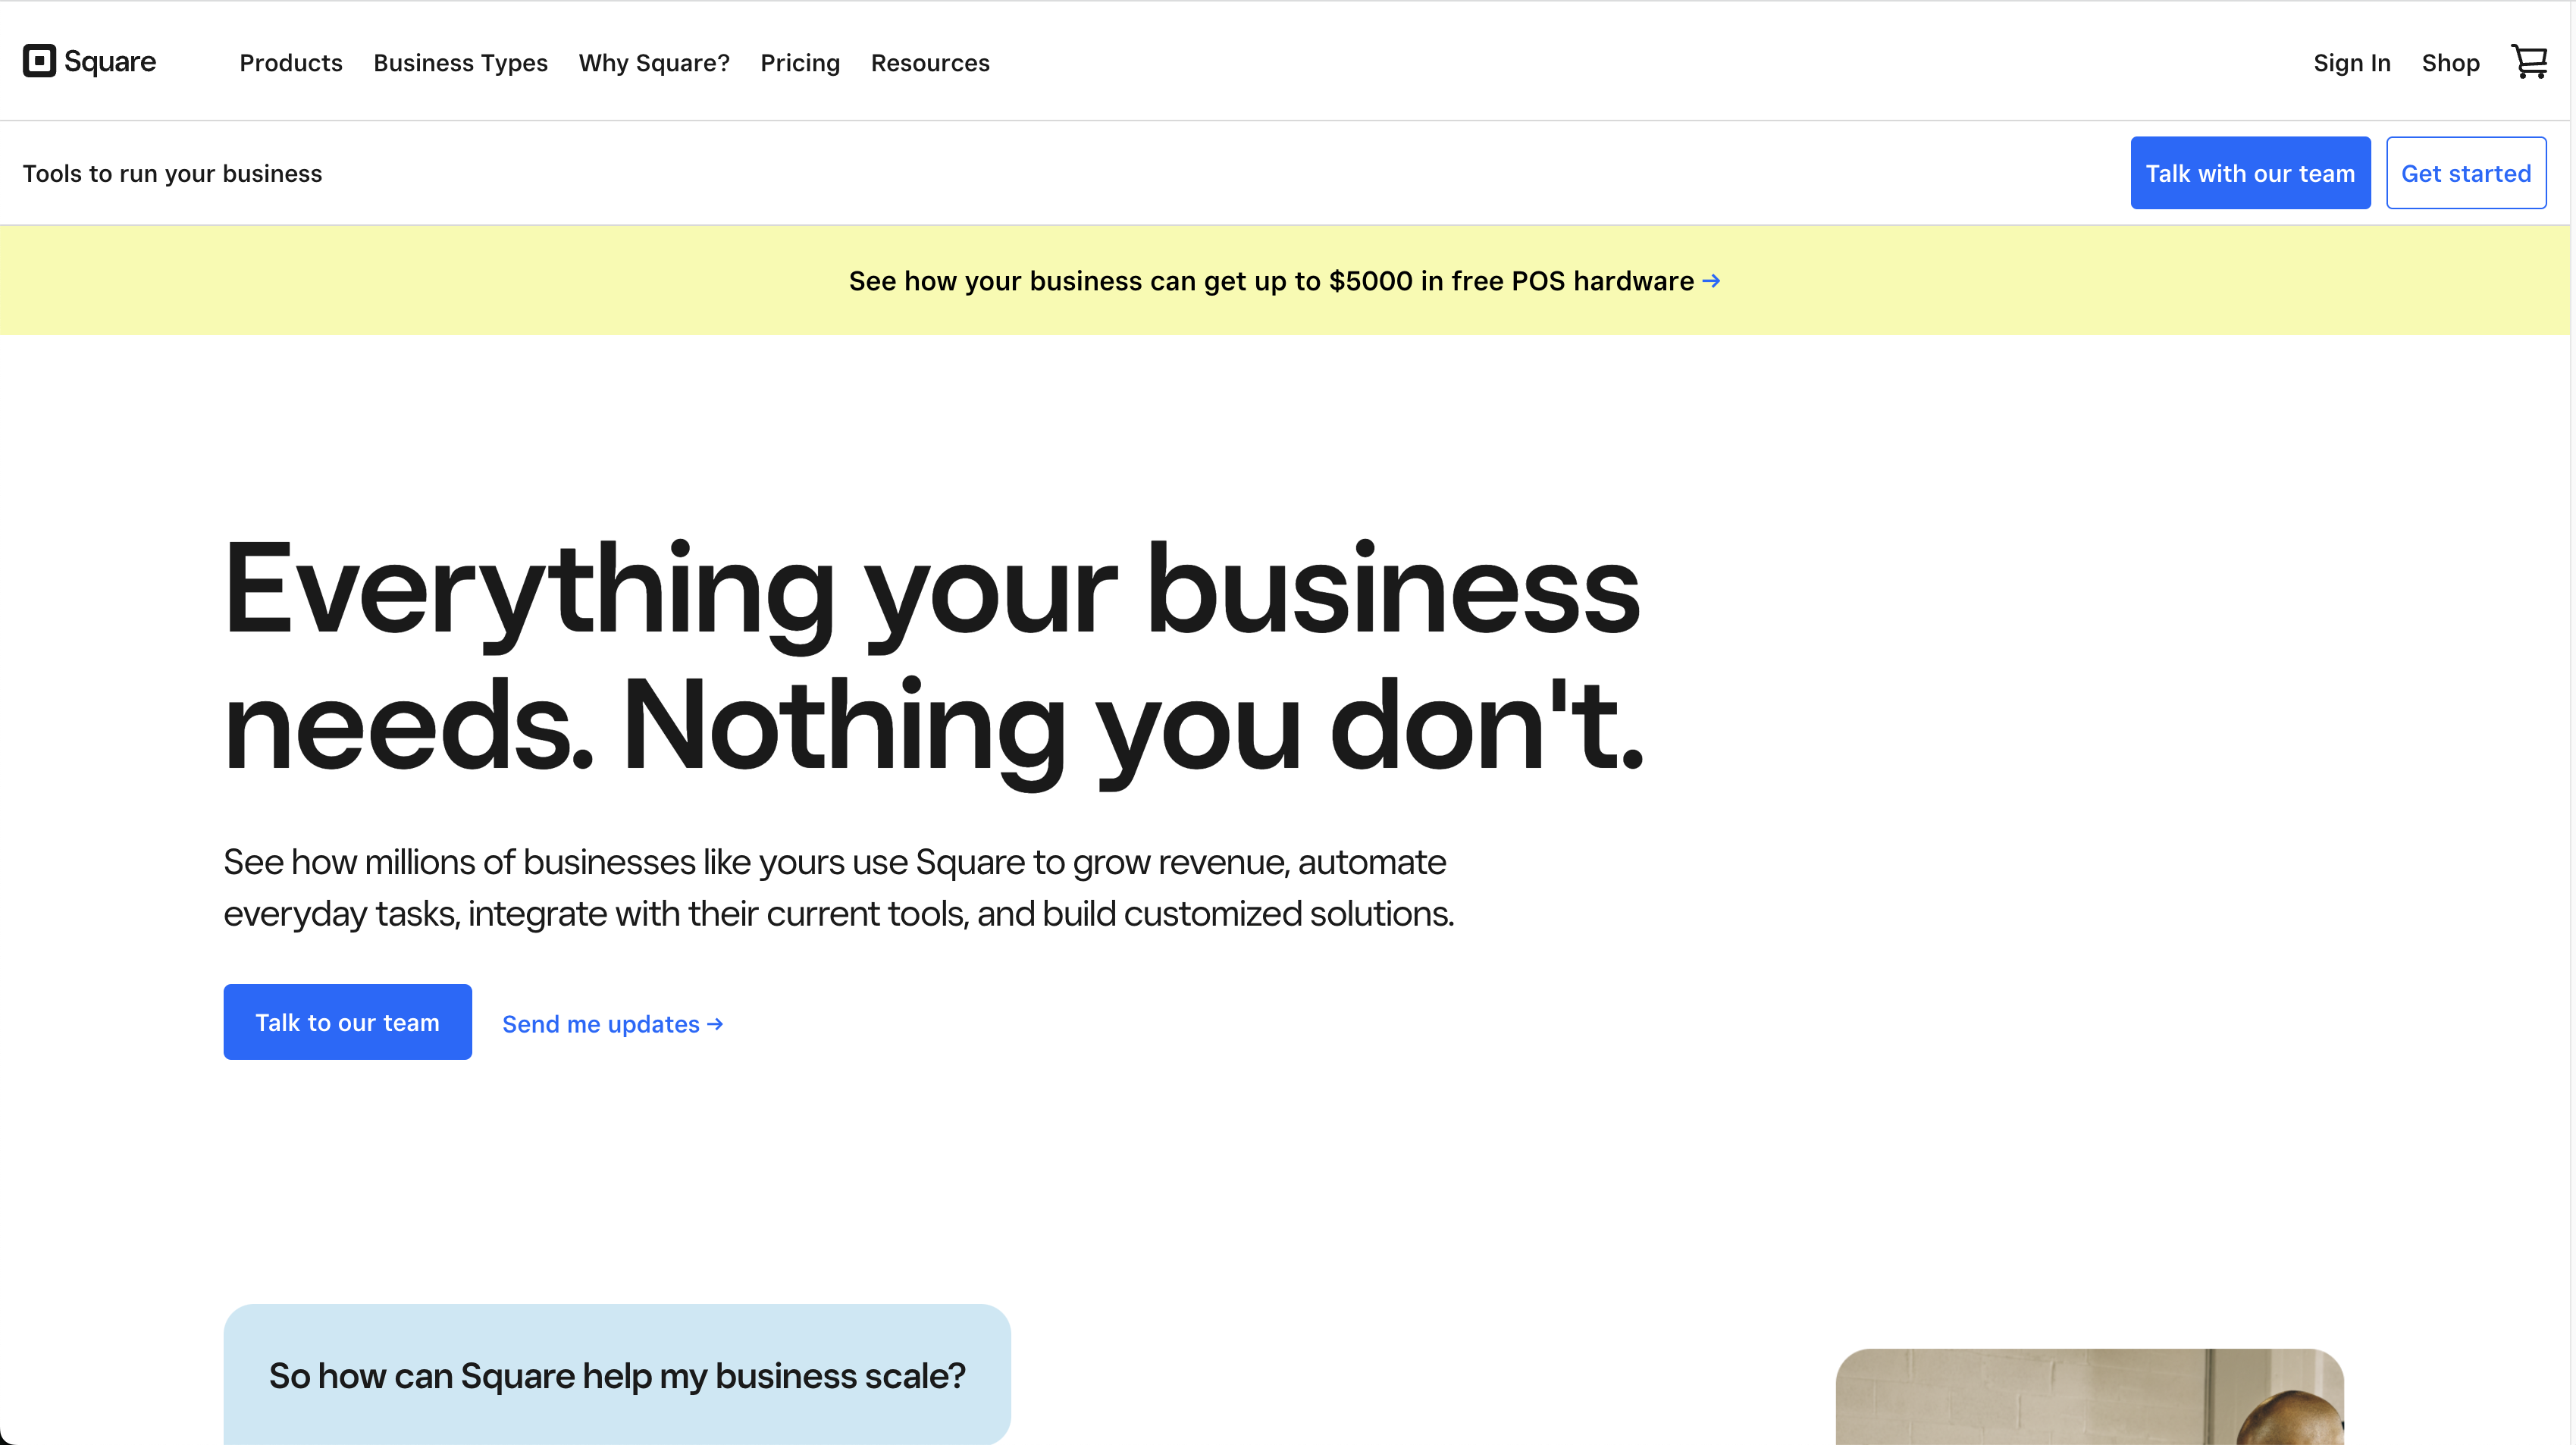 Square
Products
Business Types
Why Square?
Pricing
Resources
Sign In
Shop
Tools to run your business
Talk with our team
Get started
See how your business can get up to $5000 in free POS hardware →
Everything your business
needs. Nothing you don't.
See how millions of businesses like yours use Square to grow revenue, automate
everyday tasks, integrate with their current tools, and build customized solutions.
Talk to our team
Send me updates →
So how can Square help my business scale?